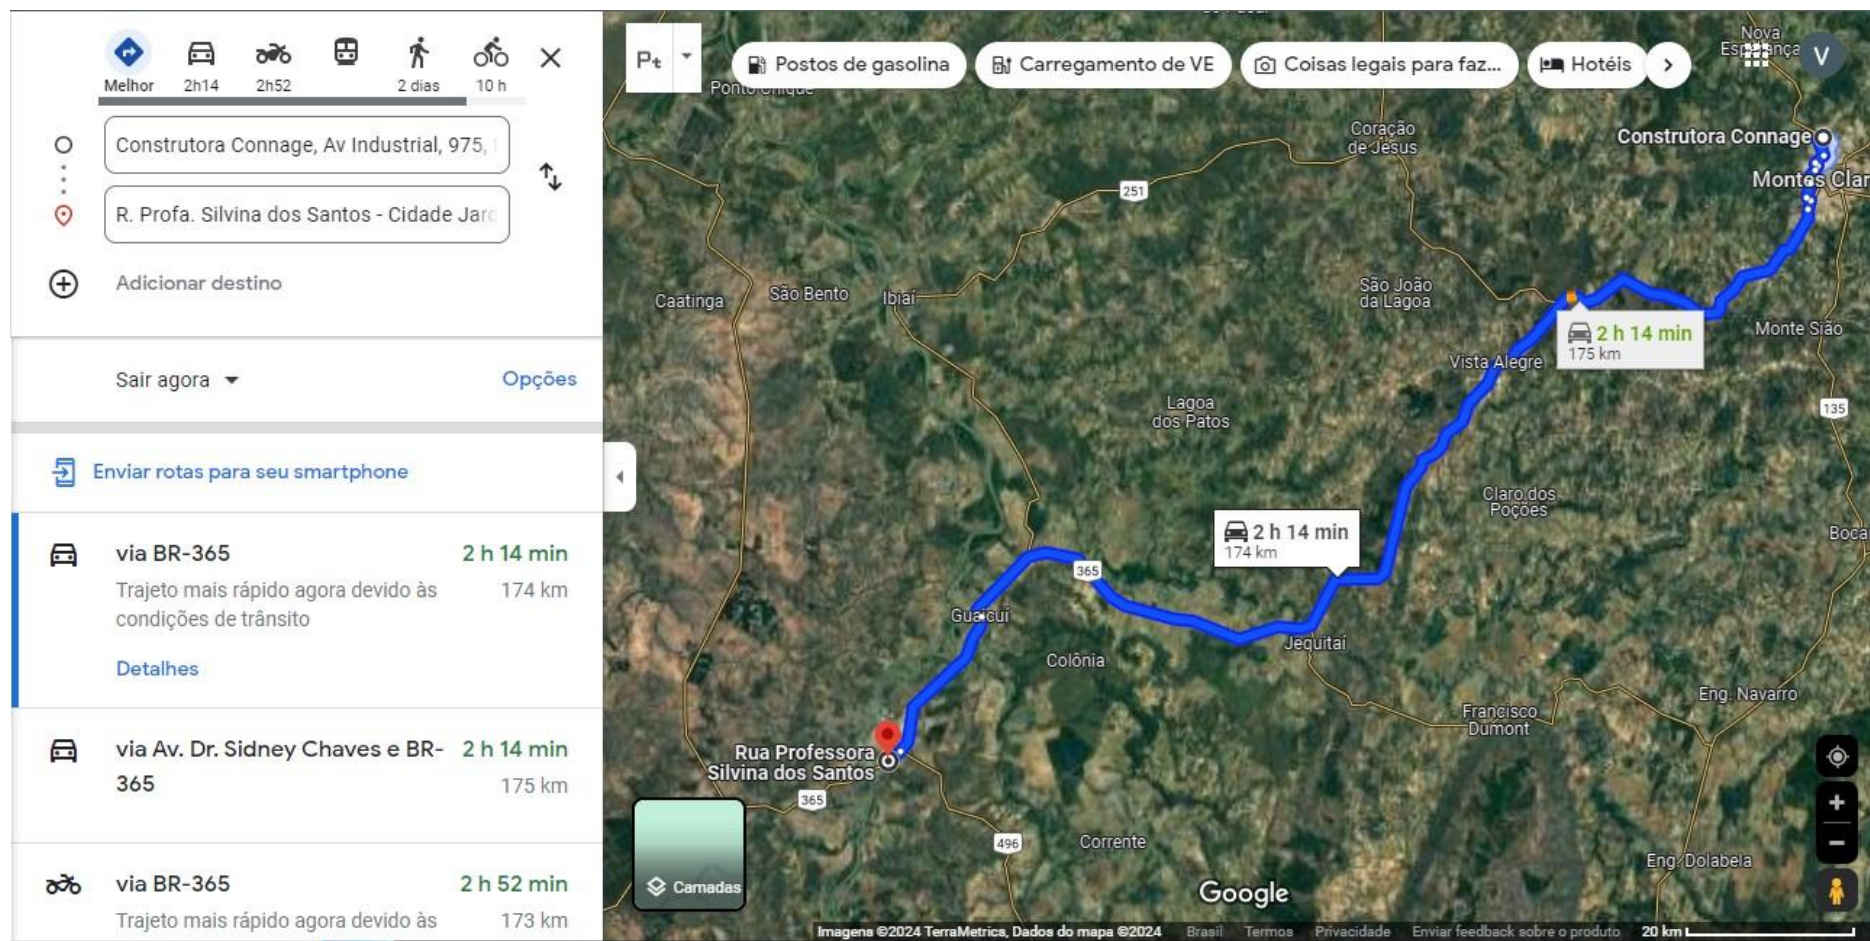 Melhor
2h14
2h52
2 dias
10 h
Construtora Connage, Av Industrial, 975,
R. Profa. Silvina dos Santos - Cidade Jard
Adicionar destino
Sair agora
Opções
Enviar rotas para seu smartphone
via BR-365
2 h 14 min
Trajeto mais rápido agora devido às
174 km
condições de trânsito
Detalhes
via Av. Dr. Sidney Chaves e BR-
2 h 14 min
365
175 km
via BR-365
2 h 52 min
Trajeto mais rápido agora devido às
173 km
Postos de gasolina
Carregamento de VE
Coisas legais para faz...
Hotéis
Nova
Esperança
V
Ponto Chique
Coração
de Jesus
Construtora Connage
Montes Clar
251
Caatinga
São Bento
Ibiaí
São João
da Lagoa
2 h 14 min
175 km
Monte Sião
Vista Alegre
Lagoa
dos Patos
135
Claro dos
Poções
2 h 14 min
174 km
Bocai
365
Guaicuí
Jequitaí
Colônia
Eng. Navarro
Francisco
Dumont
Rua Professora
Silvina dos Santos
365
496
Corrente
Eng. Dolabela
Camadas
Google
Imagens ©2024 TerraMetrics, Dados do mapa ©2024
Brasil
Termos
Privacidade
Enviar feedback sobre o produto
20 km